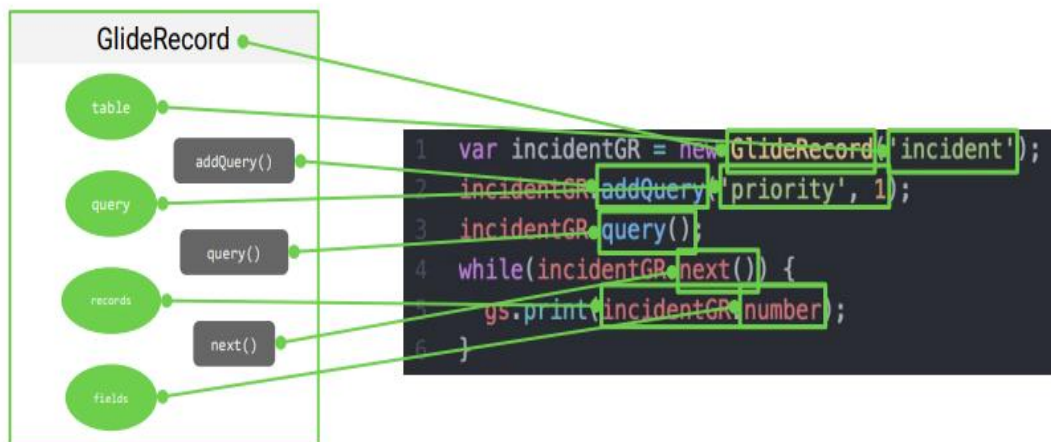 GlideRecord
table
addQuery()
query
query()
records
next()
fields
1 var incidentGR = new GlideRecord('incident');
2 incidentGR.addQuery('priority', 1);
3 incidentGR.query();
4 while(incidentGR.next()) {
5 gs.print(incidentGR.number);
6 }